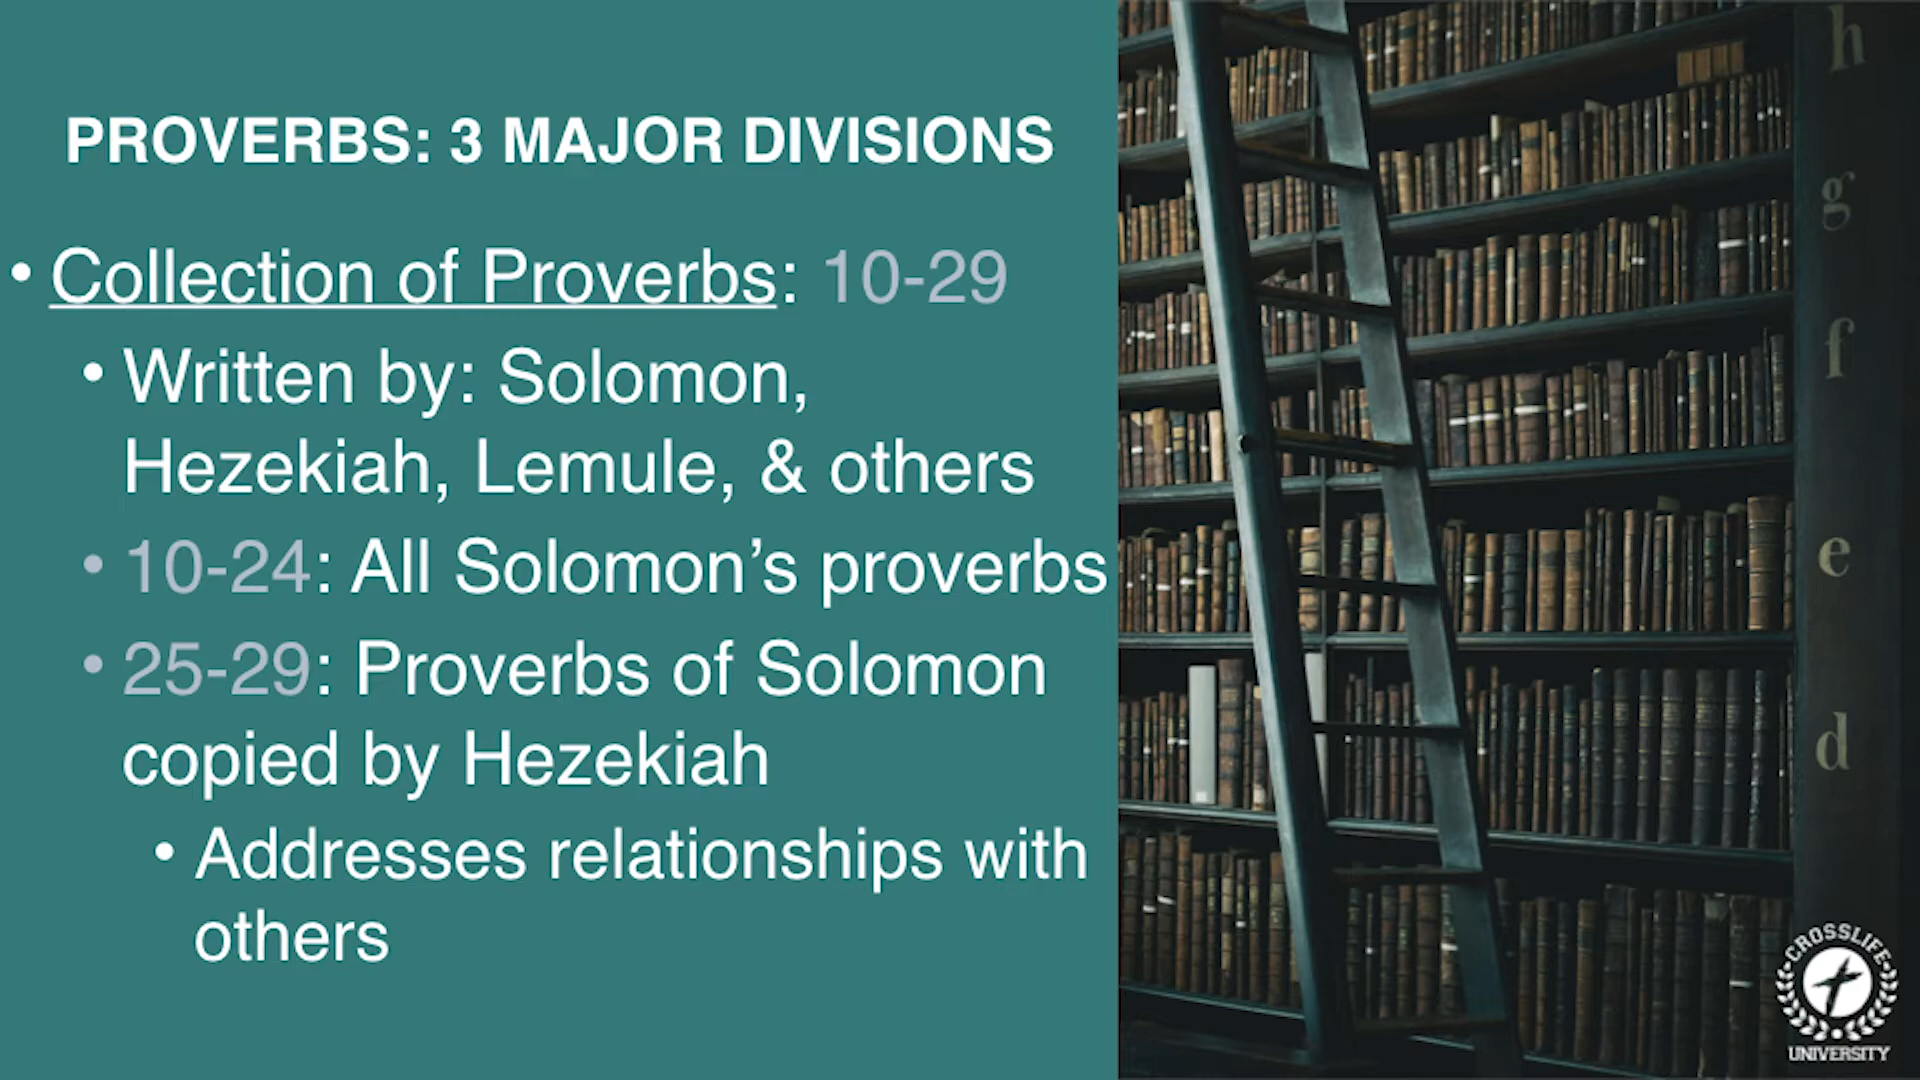 PROVERBS: 3 MAJOR DIVISIONS
• Collection of Proverbs: 10-29
• Written by: Solomon,
Hezekiah, Lemule, & others
• 10-24: All Solomon’s proverbs
• 25-29: Proverbs of Solomon
copied by Hezekiah
• Addresses relationships with
others
h
g
f
e
d
CROSSLIFE
UNIVERSITY